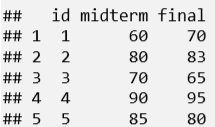 ##   id midterm final
## 1  1      60    70
## 2  2      80    83
## 3  3      70    65
## 4  4      90    95
## 5  5      85    80